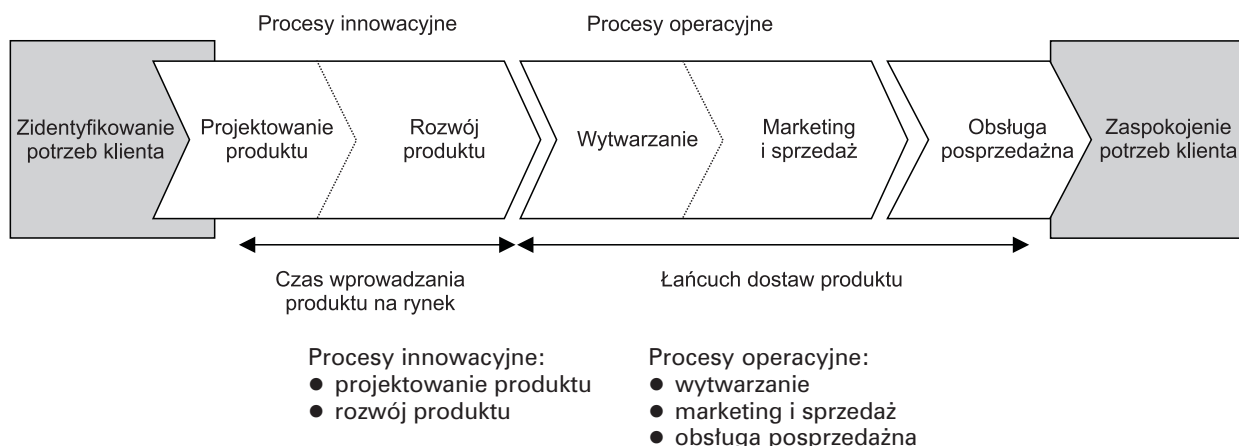 Procesy innowacyjne
Procesy operacyjne
Zidentyfikowanie
potrzeb klienta
Projektowanie
produktu
Rozwój
produktu
Wytwarzanie
Marketing
i sprzedaż
Obsługa
posprzedażna
Zaspokojenie
potrzeb klienta
Czas wprowadzania
produktu na rynek
Łańcuch dostaw produktu
Procesy innowacyjne:
● projektowanie produktu
● rozwój produktu
Procesy operacyjne:
● wytwarzanie
● marketing i sprzedaż
● obsługa posprzedażna